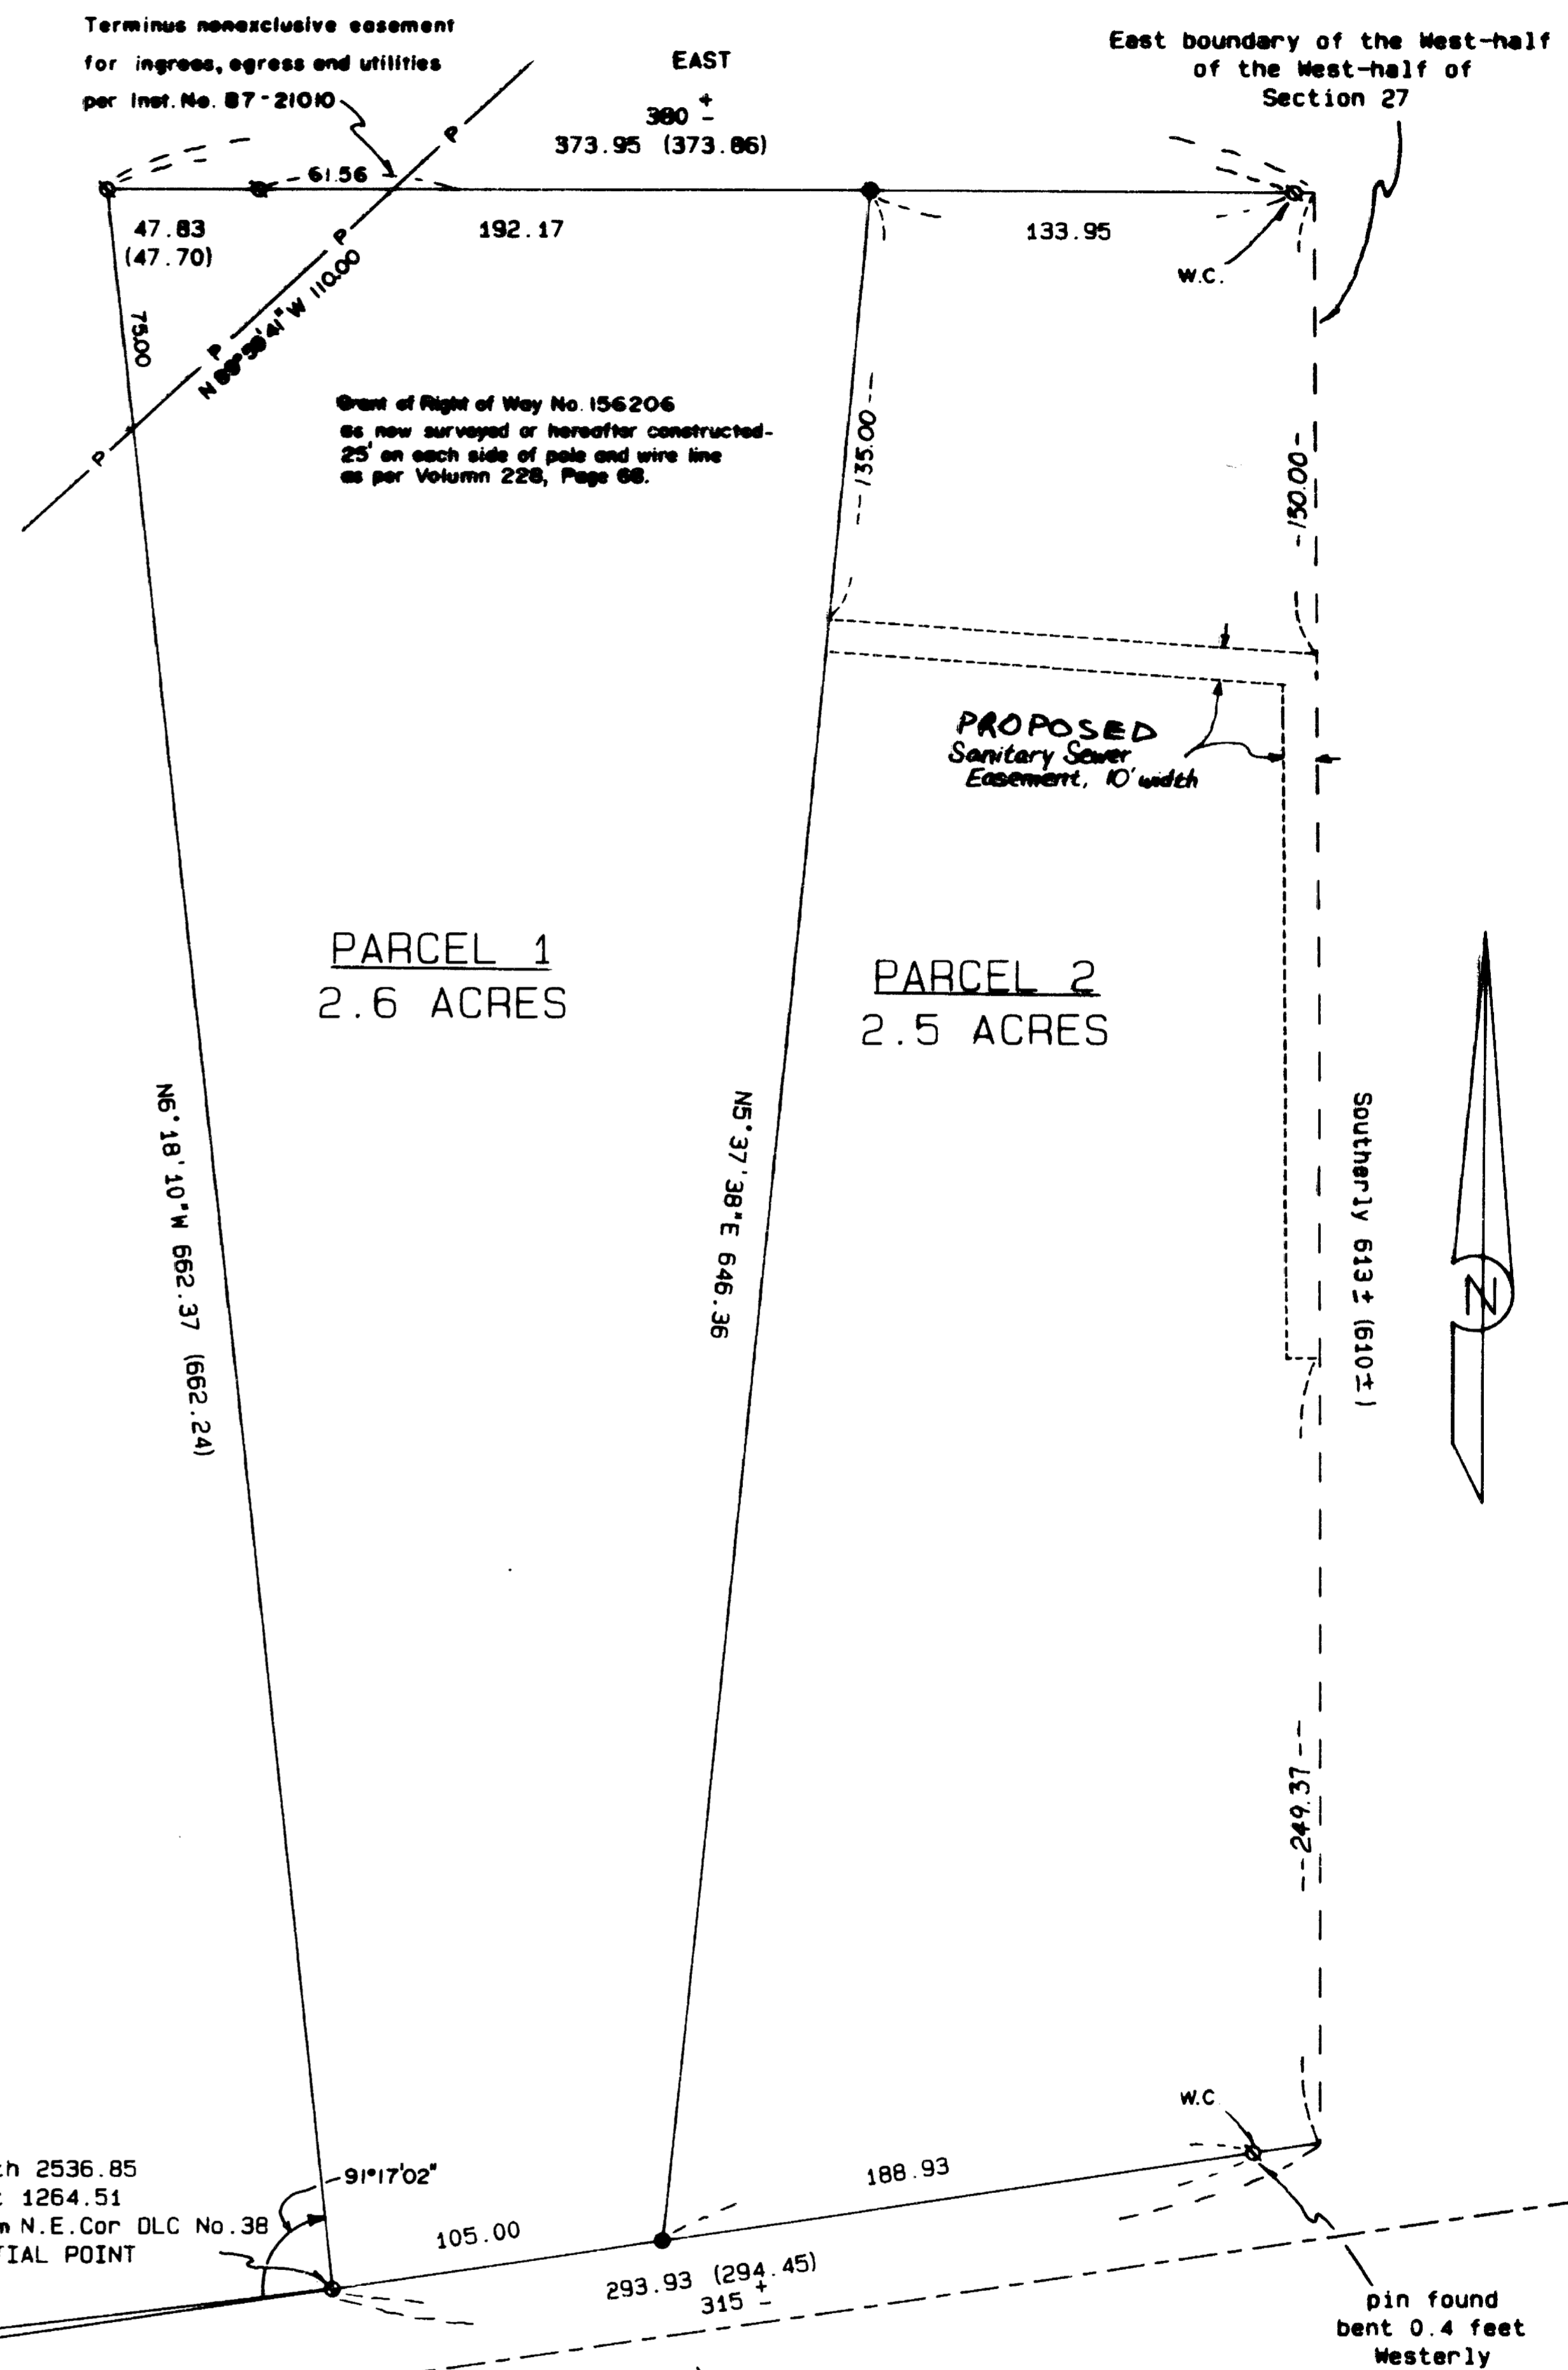 Terminus nonexclusive easement
for ingress, egress and utilities
per Inst. No. 87-21010
EAST
380 ±
373.95 (373.86)
East boundary of the West-half
of the West-half of
Section 27
61.56
47.83
(47.70)
192.17
133.95
W.C.
75.00
P
P
P
P
W 110.00
Grant of Right of Way No. 156206
as now surveyed or hereafter constructed-
25' on each side of pole and wire line
as per Volumn 228, Page 68.
135.00
150.00
PROPOSED
Sanitary Sewer
Easement, 10' width
PARCEL 1
2.6 ACRES
PARCEL 2
2.5 ACRES
N6°18'10"W 662.37 (662.24)
N5°37'38"E 646.36
Southerly 613± (610±)
N
249.37
W.C.
th 2536.85
t 1264.51
m N.E.Cor DLC No.38
TIAL POINT
91°17'02"
105.00
188.93
293.93 (294.45)
315 ±
pin found
bent 0.4 feet
Westerly